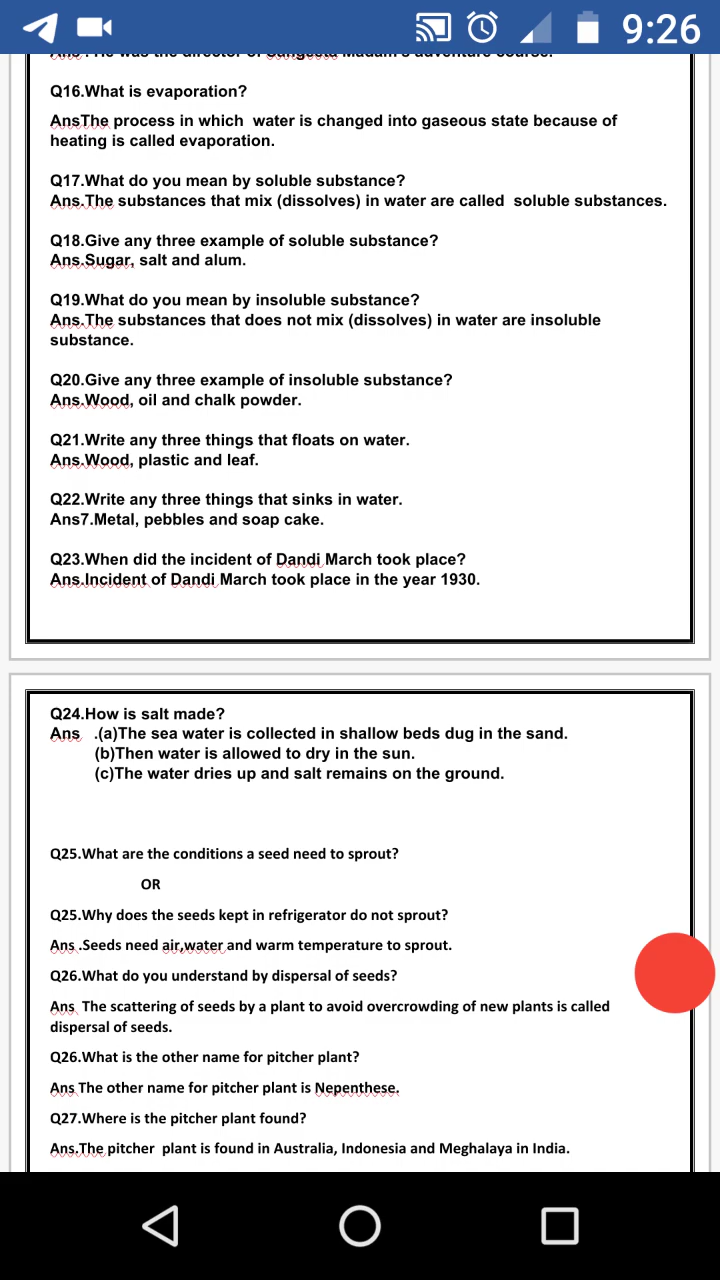 9:26
Ans . He was the director of Sangeeta Madam's adventure course.
Q16.What is evaporation?
AnsThe process in which water is changed into gaseous state because of
heating is called evaporation.
Q17.What do you mean by soluble substance?
Ans.The substances that mix (dissolves) in water are called soluble substances.
Q18.Give any three example of soluble substance?
Ans.Sugar, salt and alum.
Q19.What do you mean by insoluble substance?
Ans.The substances that does not mix (dissolves) in water are insoluble
substance.
Q20.Give any three example of insoluble substance?
Ans.Wood, oil and chalk powder.
Q21.Write any three things that floats on water.
Ans.Wood, plastic and leaf.
Q22.Write any three things that sinks in water.
Ans7.Metal, pebbles and soap cake.
Q23.When did the incident of Dandi March took place?
Ans.Incident of Dandi March took place in the year 1930.
Q24.How is salt made?
Ans .(a)The sea water is collected in shallow beds dug in the sand.
(b)Then water is allowed to dry in the sun.
(c)The water dries up and salt remains on the ground.
Q25.What are the conditions a seed need to sprout?
OR
Q25.Why does the seeds kept in refrigerator do not sprout?
Ans .Seeds need air,water and warm temperature to sprout.
Q26.What do you understand by dispersal of seeds?
Ans The scattering of seeds by a plant to avoid overcrowding of new plants is called
dispersal of seeds.
Q26.What is the other name for pitcher plant?
Ans The other name for pitcher plant is Nepenthese.
Q27.Where is the pitcher plant found?
Ans.The pitcher plant is found in Australia, Indonesia and Meghalaya in India.